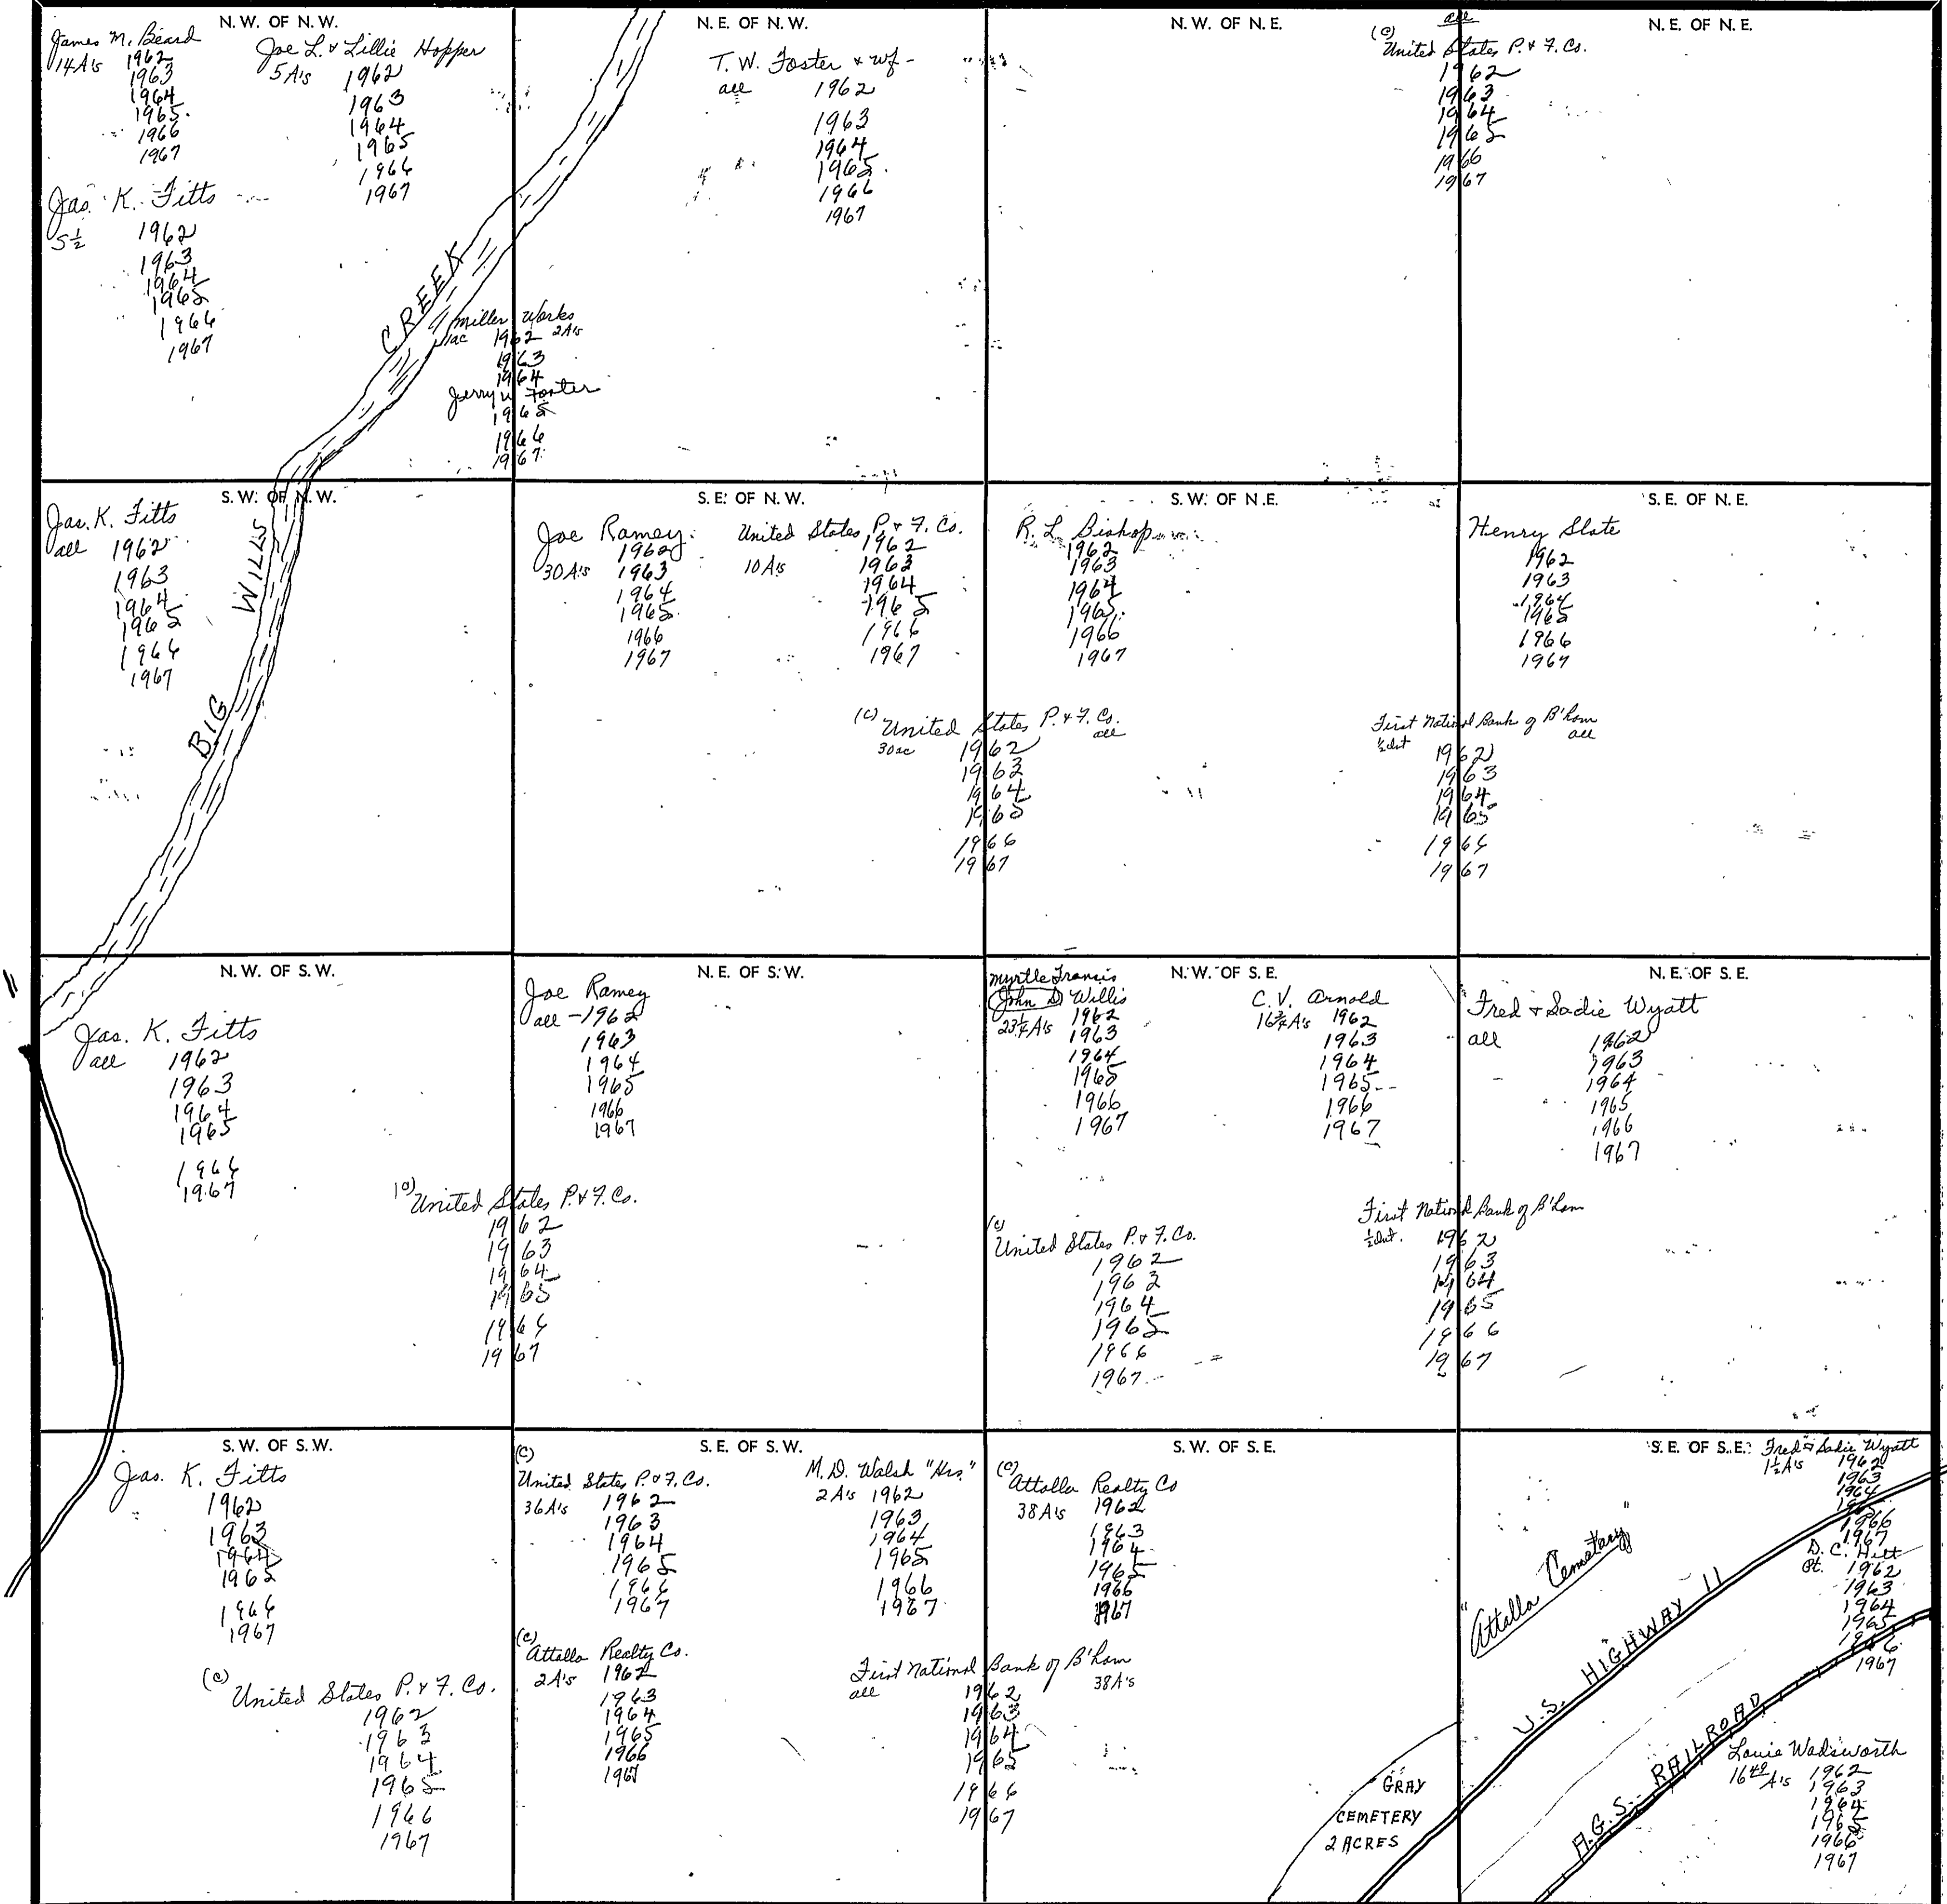 N. W. OF N. W.
James M. Beard
14 A's 1962
1963
1964
1965
1966
1967
Joe L. & Lillie Hopper
5 A's 1962
1963
1964
1965
1966
1967
Jas. K. Fitts
5½ 1962
1963
1964
1965
1966
1967
CREEK
Miller Works
1ac 1962 2A's
1963
1964
Jerry W Foster
1965
1966
1967
N. E. OF N. W.
T. W. Foster & wf -
all 1962
1963
1964
1965
1966
1967
N. W. OF N. E.
all
(c) United States P. & F. Co.
1962
1963
1964
1965
1966
1967
N. E. OF N. E.
S. W. OF N. W.
Jas. K. Fitts
all 1962
1963
1964
1965
1966
1967
BIG WILLS
S. E. OF N. W.
Joe Ramey
1962
30 A's 1963
1964
1965
1966
1967
United States P. & F. Co.
1962
10 A's 1963
1964
1965
1966
1967
(c) United States P. & F. Co.
30ac 1962 all
1963
1964
1965
1966
1967
S. W. OF N. E.
R. L. Bishop
1962
1963
1964
1965
1966
1967
First National Bank of B'ham
½ Int 1962 all
1963
1964
1965
1966
1967
S. E. OF N. E.
Henry Slate
1962
1963
1964
1965
1966
1967
N. W. OF S. W.
Jas. K. Fitts
all 1962
1963
1964
1965
1966
1967
(c) United States P. & F. Co.
1962
1963
1964
1965
1966
1967
N. E. OF S. W.
Joe Ramey
all - 1962
1963
1964
1965
1966
1967
N. W. OF S. E.
Myrtle Francis
John D. Willis
23¼ A's 1962
1963
1964
1965
1966
1967
C. V. Arnold
16¾ A's 1962
1963
1964
1965
1966
1967
(c)
United States P. & F. Co.
1962
1963
1964
1965
1966
1967
First National Bank of B'ham
½ Int. 1962
1963
1964
1965
1966
1967
N. E. OF S. E.
Fred & Sadie Wyatt
all 1962
1963
1964
1965
1966
1967
S. W. OF S. W.
Jas. K. Fitts
1962
1963
1964
1965
1966
1967
(c) United States P. & F. Co.
1962
1963
1964
1965
1966
1967
S. E. OF S. W.
(c)
United States P. & F. Co.
36 A's 1962
1963
1964
1965
1966
1967
M. D. Walsh "Hrs."
2 A's 1962
1963
1964
1965
1966
1967
(c)
Attalla Realty Co.
2 A's 1962
1963
1964
1965
1966
1967
First National Bank of B'ham
all 1962 38 A's
1963
1964
1965
1966
1967
S. W. OF S. E.
(c)
Attalla Realty Co
38 A's 1962
1963
1964
1965
1966
1967
GRAY
CEMETERY
2 ACRES
S. E. OF S. E.
Fred & Sadie Wyatt
1½ A's 1962
1963
1964
1965
1966
1967
D. C. Hitt
Pt. 1962
1963
1964
1965
1966
1967
"Attalla Cemetary"
U.S. HIGHWAY 11
A.G.S. RAILROAD
Louie Wadsworth
A's 1962
1963
1964
1965
1966
1967